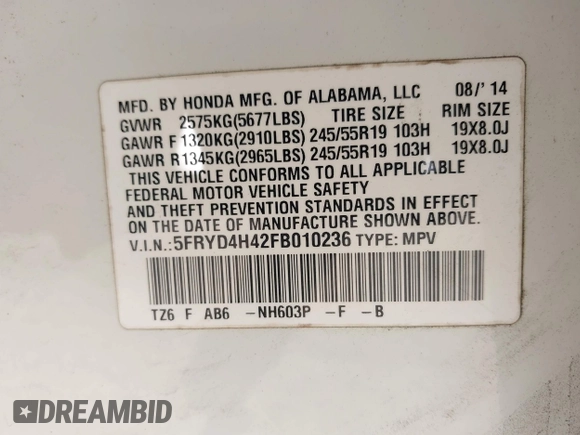 MFD. BY HONDA MFG. OF ALABAMA, LLC 08/'14
GVWR 2575KG(5677LBS) TIRE SIZE RIM SIZE
GAWR F1320KG(2910LBS) 245/55R19 103H 19X8.0J
GAWR R1345KG(2965LBS) 245/55R19 103H 19X8.0J
THIS VEHICLE CONFORMS TO ALL APPLICABLE
FEDERAL MOTOR VEHICLE SAFETY
AND THEFT PREVENTION STANDARDS IN EFFECT
ON THE DATE OF MANUFACTURE SHOWN ABOVE.
V.I.N.:5FRYD4H42FB010236 TYPE: MPV
TZ6 F AB6 -NH603P -F -B
DREAMBID